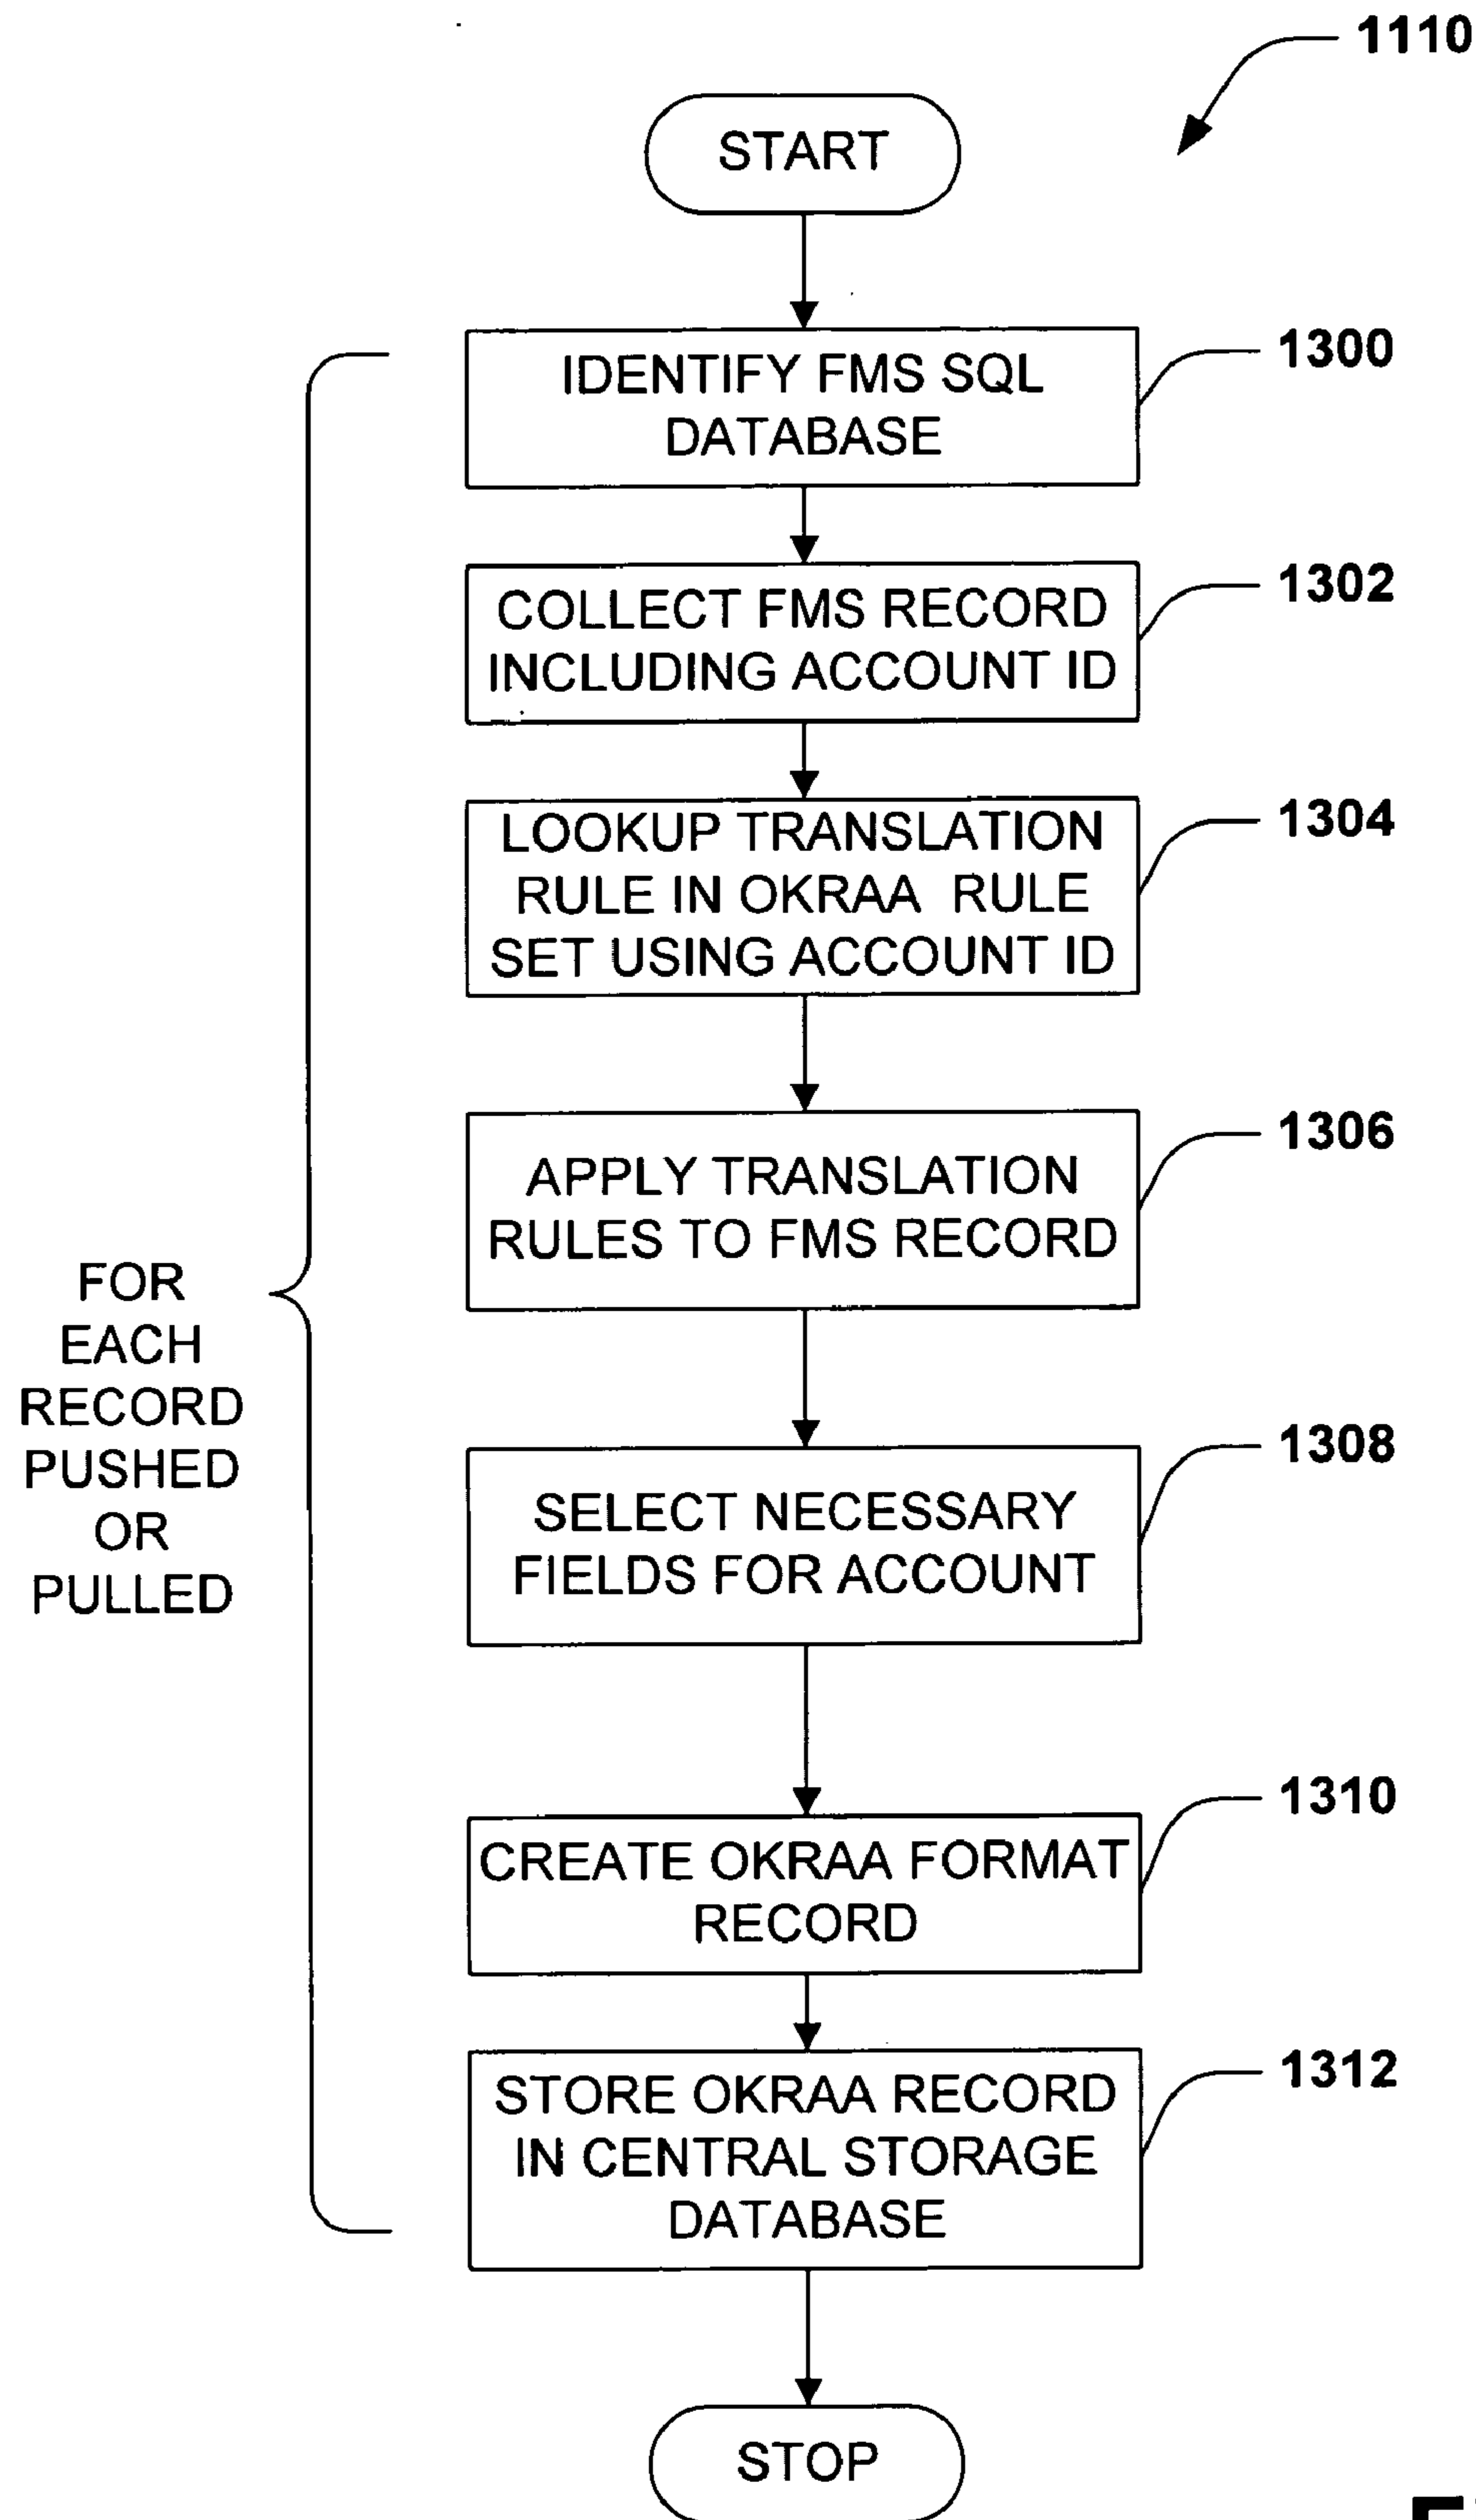 1110
START
IDENTIFY FMS SQL
DATABASE
1300
COLLECT FMS RECORD
INCLUDING ACCOUNT ID
1302
LOOKUP TRANSLATION
RULE IN OKRAA RULE
SET USING ACCOUNT ID
1304
APPLY TRANSLATION
RULES TO FMS RECORD
1306
FOR
EACH
RECORD
PUSHED
OR
PULLED
SELECT NECESSARY
FIELDS FOR ACCOUNT
1308
CREATE OKRAA FORMAT
RECORD
1310
STORE OKRAA RECORD
IN CENTRAL STORAGE
DATABASE
1312
STOP